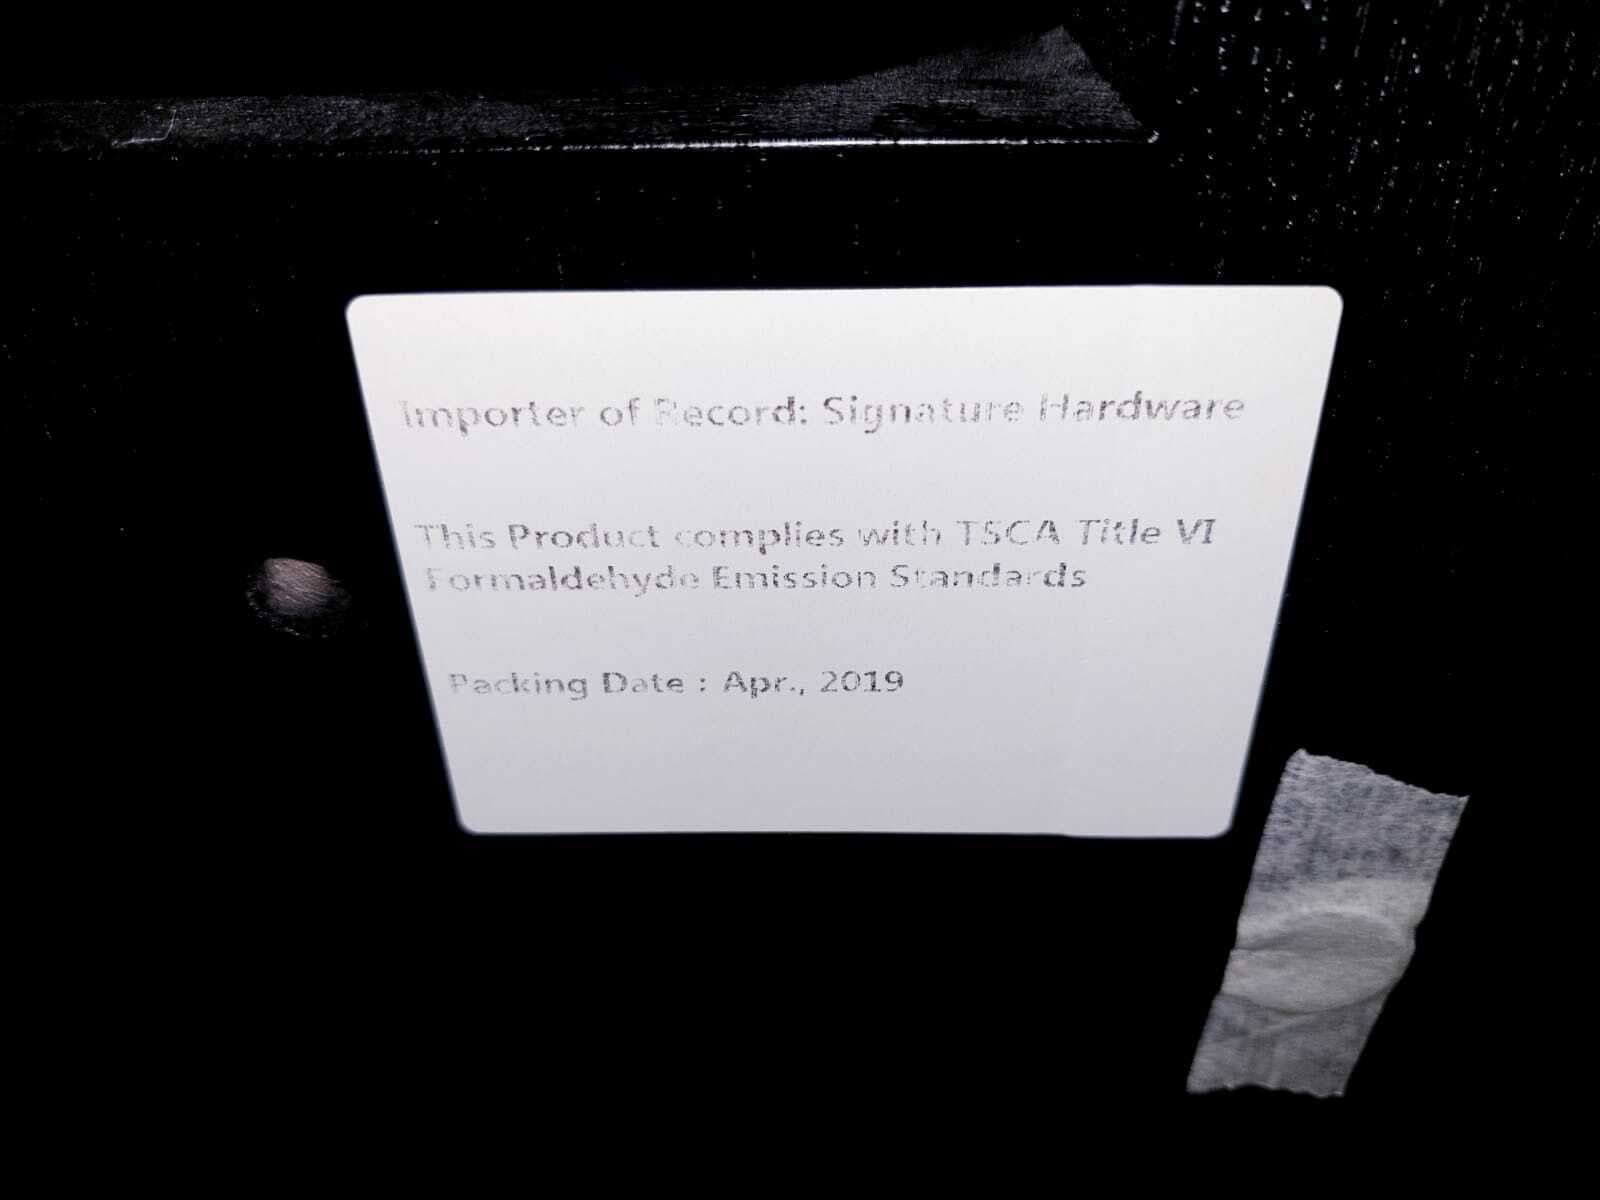 Importer of Record: Signature Hardware
This Product complies with TSCA Title VI
Formaldehyde Emission Standards
Packing Date : Apr., 2019